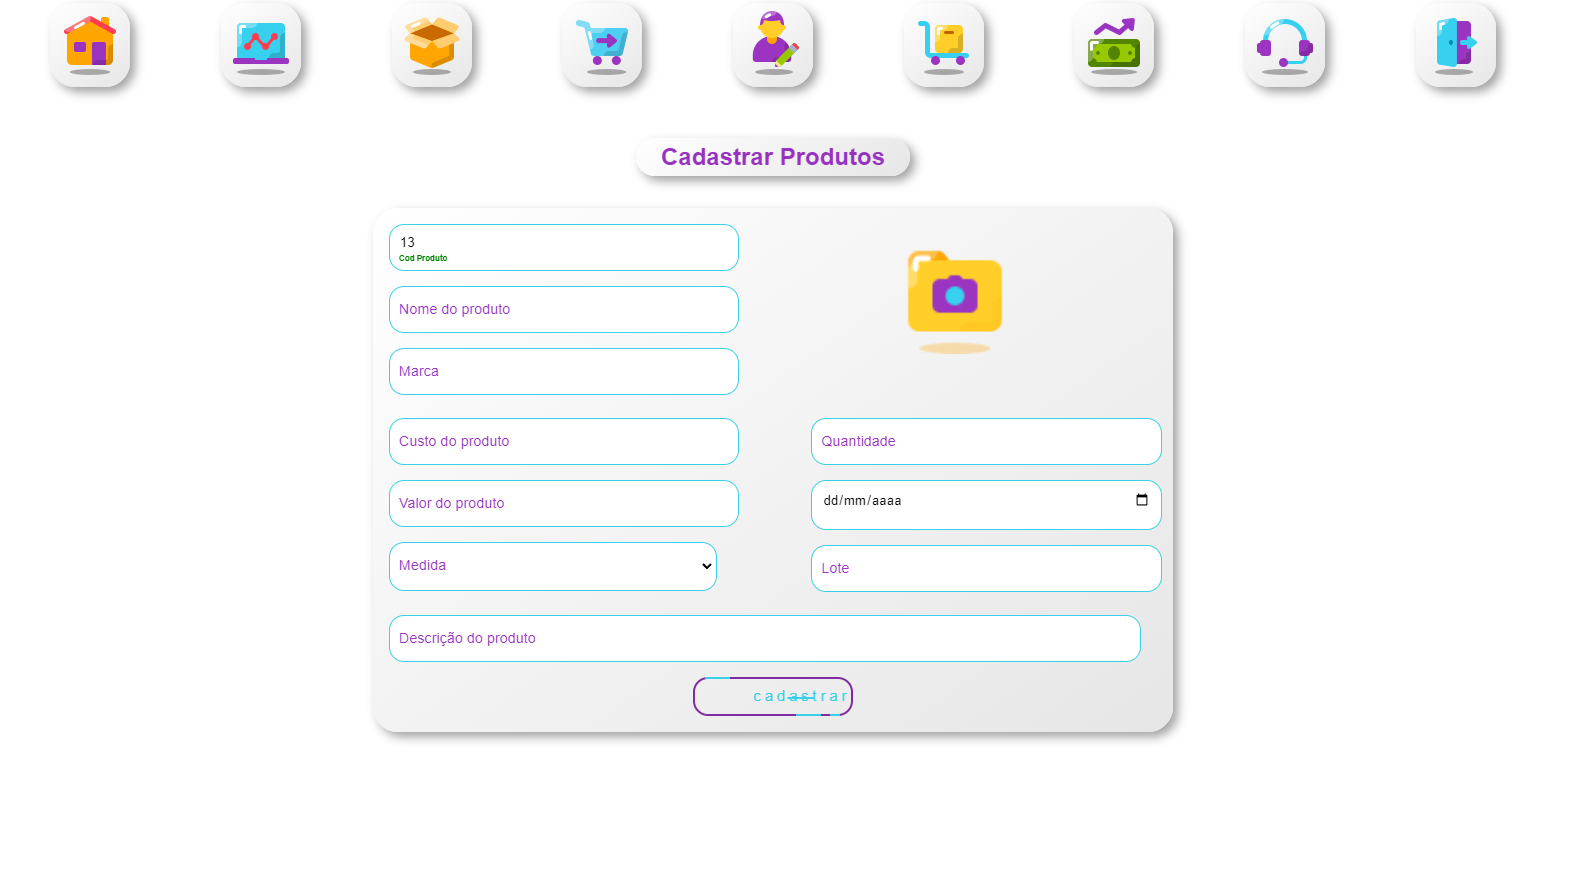 Cadastrar Produtos
13
Cod Produto
Nome do produto
Marca
Custo do produto
Quantidade
Valor do produto
dd/mm/aaaa
Medida
Lote
Descrição do produto
cadastrar